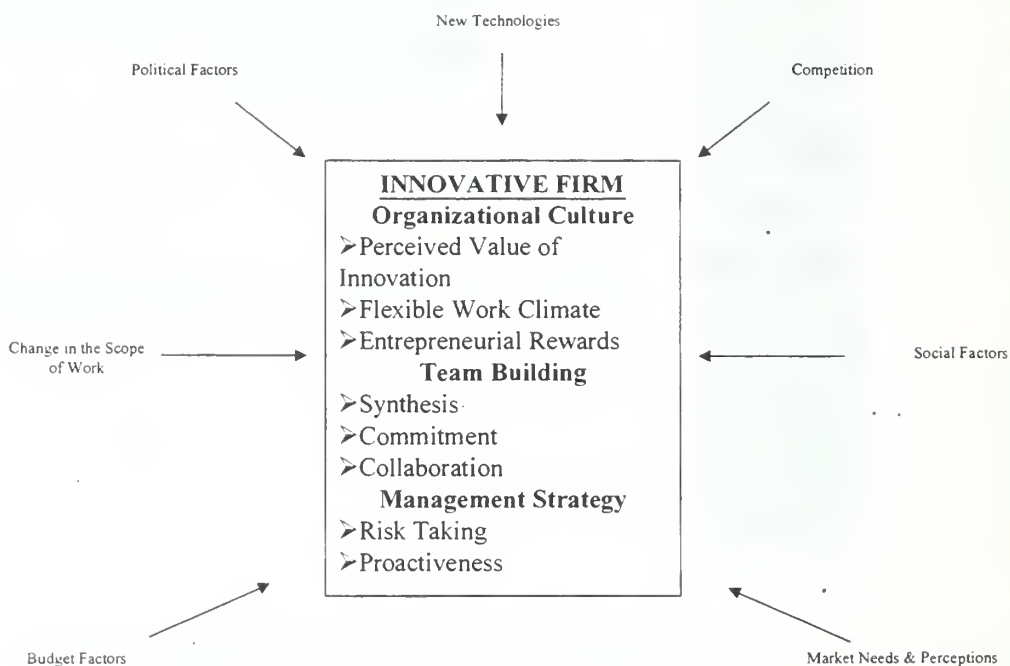 New Technologies
Political Factors
Competition
INNOVATIVE FIRM
Organizational Culture
➢Perceived Value of
Innovation
➢Flexible Work Climate
➢Entrepreneurial Rewards
Team Building
➢Synthesis
➢Commitment
➢Collaboration
Management Strategy
➢Risk Taking
➢Proactiveness
Change in the Scope
of Work
Social Factors
Budget Factors
Market Needs & Perceptions